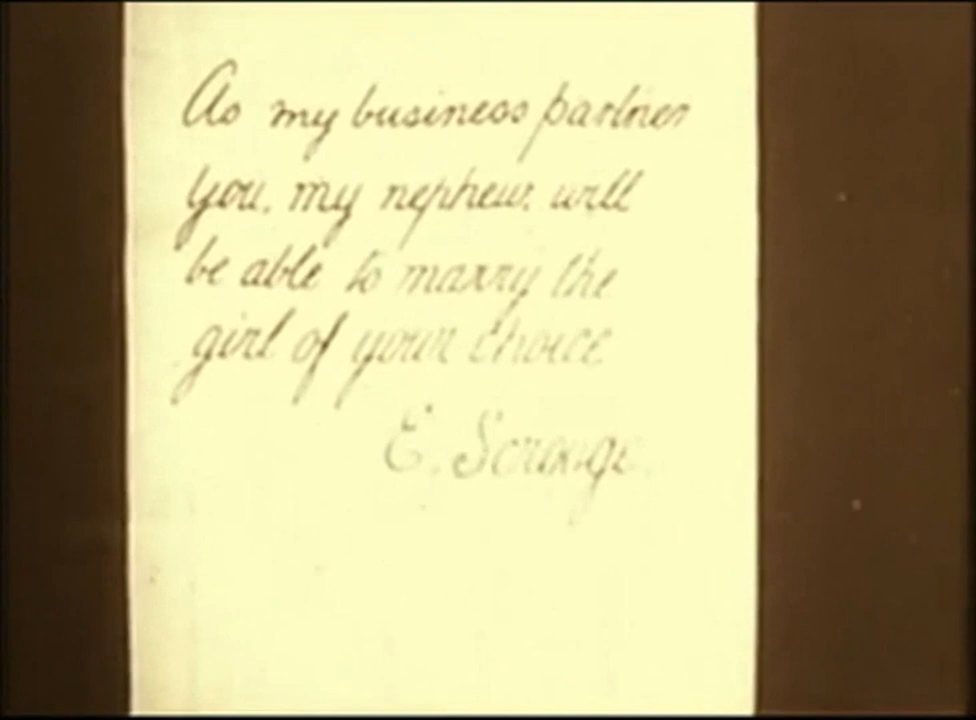 As my business partner
you, my nephew, will
be able to marry the
girl of your choice
E. Scrooge